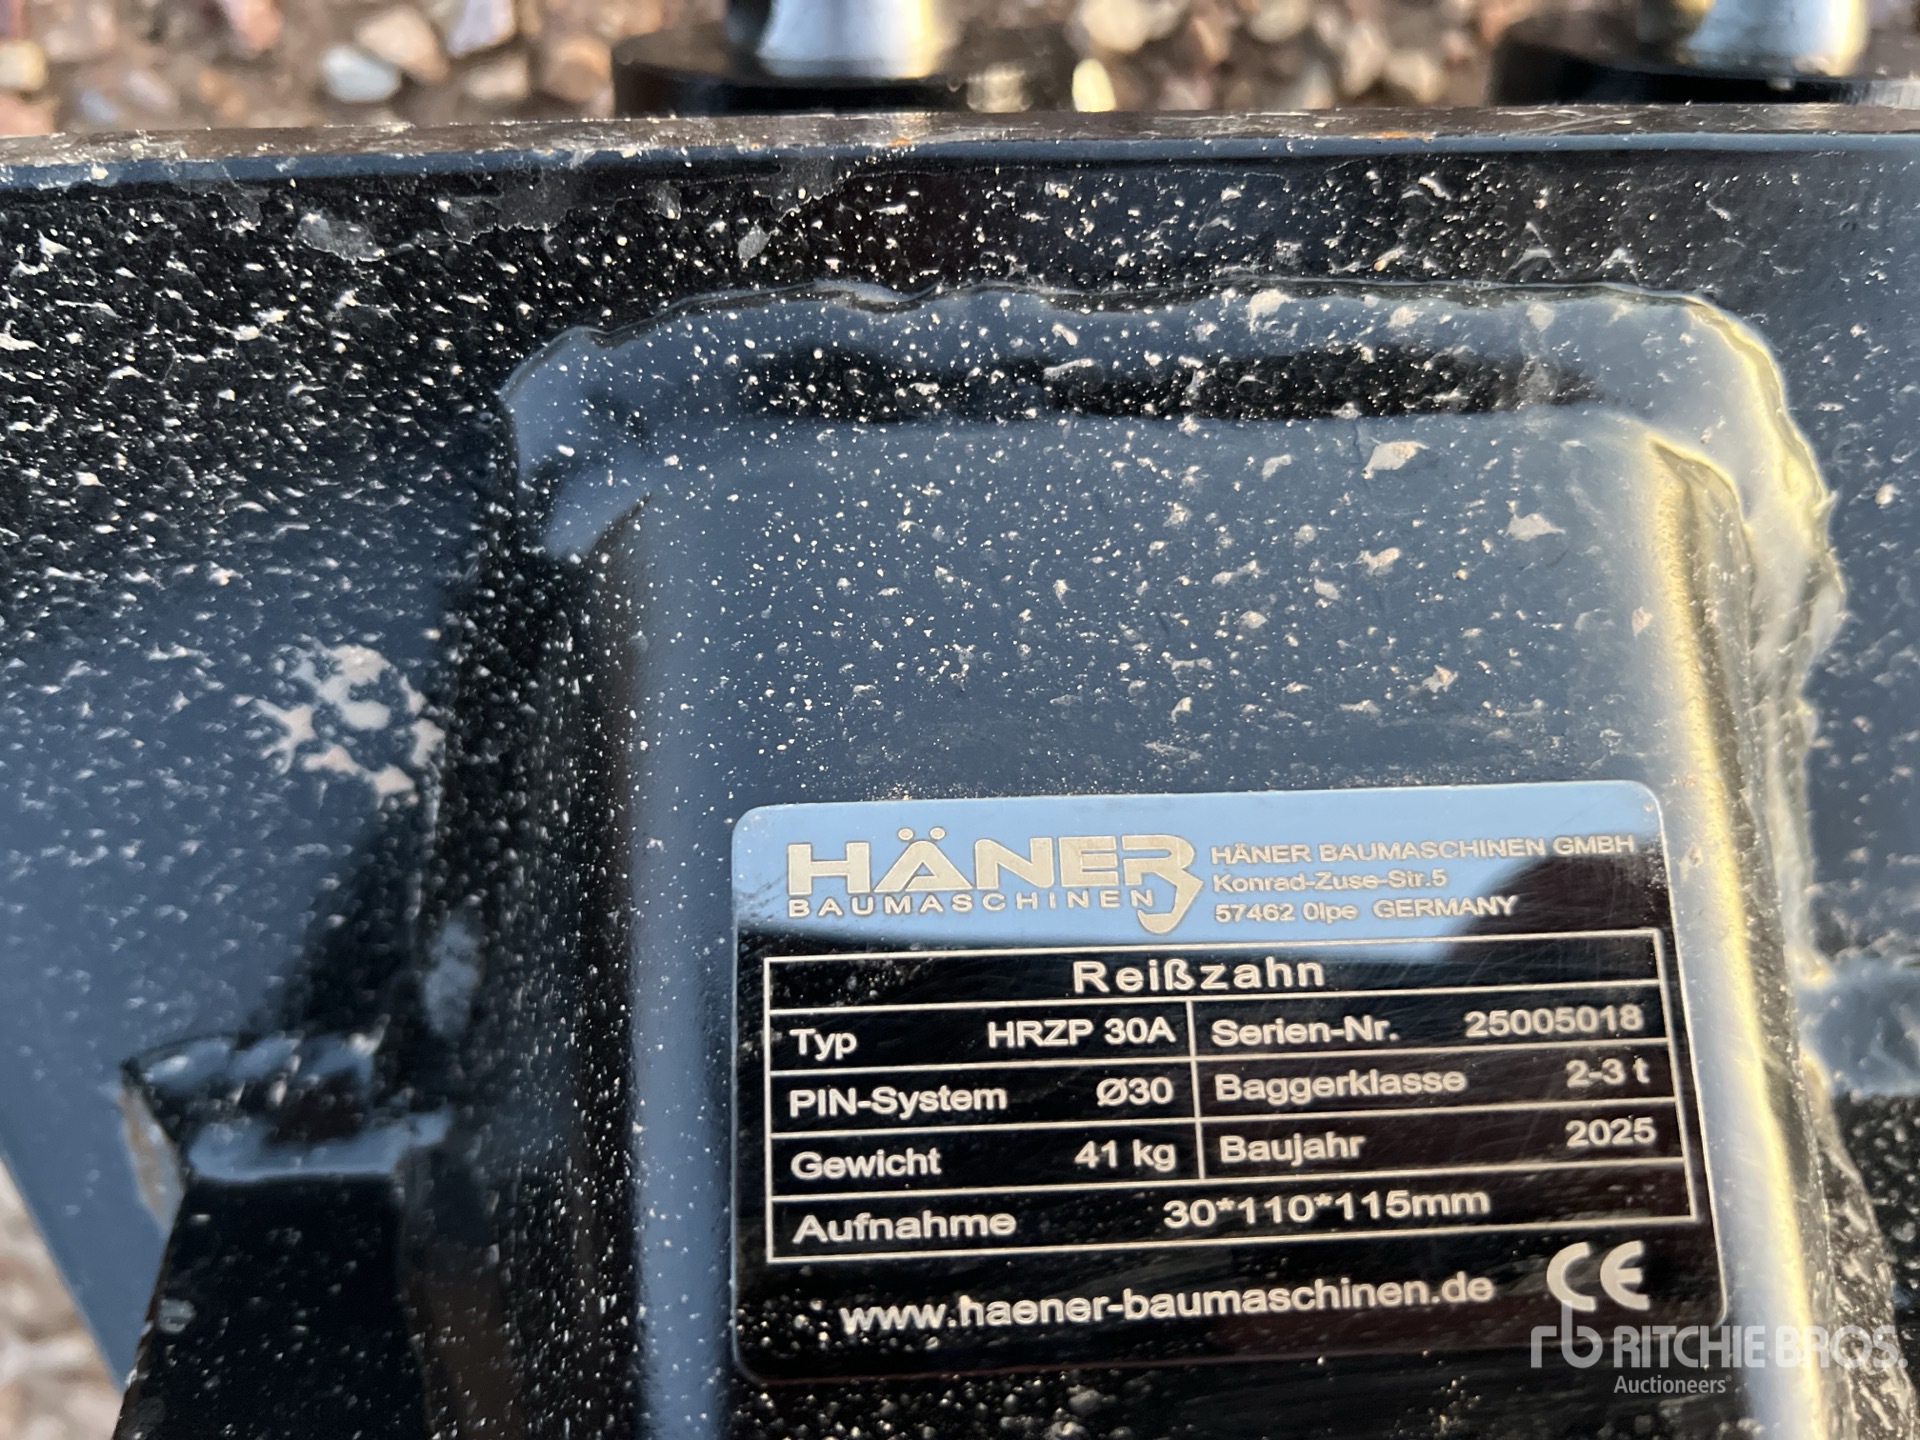 HÄNER
BAUMASCHINEN
HÄNER BAUMASCHINEN GMBH
Konrad-Zuse-Str.5
57462 Olpe GERMANY
Reißzahn
Typ HRZP 30A Serien-Nr. 25005018
PIN-System Ø30 Baggerklasse 2-3 t
Gewicht 41 kg Baujahr 2025
Aufnahme 30*110*115mm
www.haener-baumaschinen.de CE
rb RITCHIE BROS.
Auctioneers